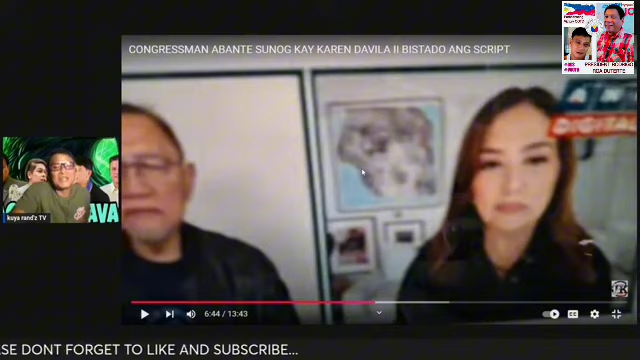 CONGRESSMAN ABANTE SUNOG KAY KAREN DAVILA II BISTADO ANG SCRIPT
PRESIDENT RODRIGO
ROA DUTERTE
DIGITAL
kuya rand'z TV
6:44 / 13:43
SE DONT FORGET TO LIKE AND SUBSCRIBE...